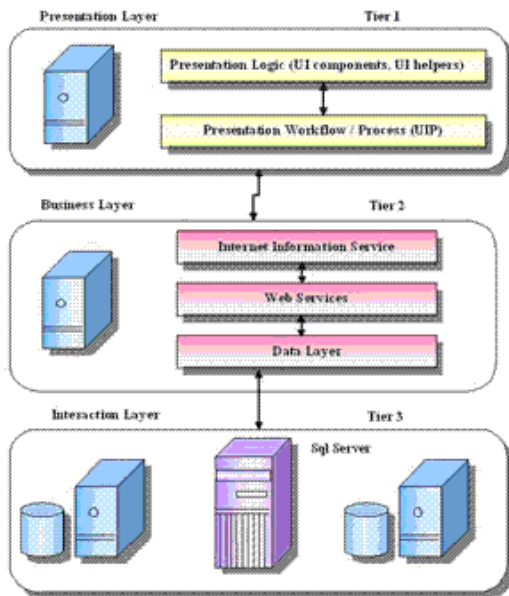 Presentation Layer Tier 1
Presentation Logic (UI components, UI helpers)
Presentation Workflow / Process (UIP)
Business Layer Tier 2
Internet Information Service
Web Services
Data Layer
Interaction Layer Tier 3
Sql Server